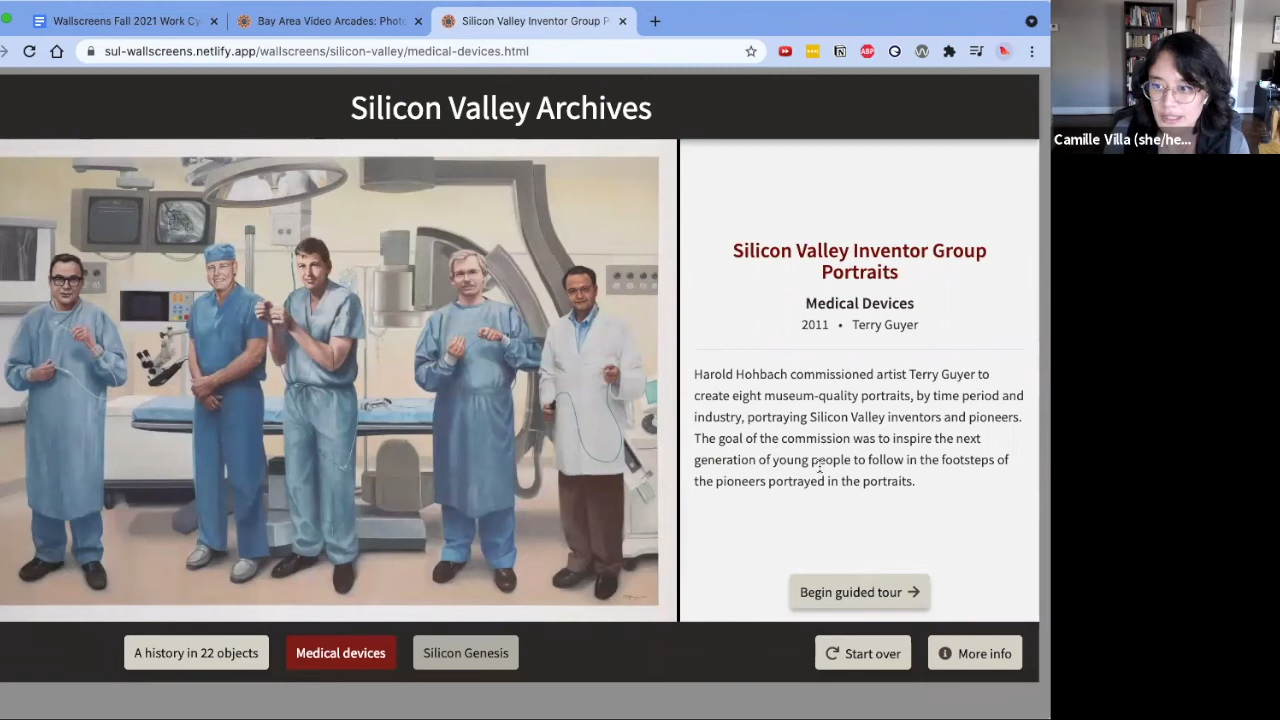 Wallscreens Fall 2021 Work Cy
Bay Area Video Arcades: Photo
Silicon Valley Inventor Group P
sul-wallscreens.netlify.app/wallscreens/silicon-valley/medical-devices.html
ABP
Camille Villa (she/he...
Silicon Valley Archives
Silicon Valley Inventor Group
Portraits
Medical Devices
2011 • Terry Guyer
Harold Hohbach commissioned artist Terry Guyer to
create eight museum-quality portraits, by time period and
industry, portraying Silicon Valley inventors and pioneers.
The goal of the commission was to inspire the next
generation of young people to follow in the footsteps of
the pioneers portrayed in the portraits.
Begin guided tour →
A history in 22 objects
Medical devices
Silicon Genesis
Start over
More info